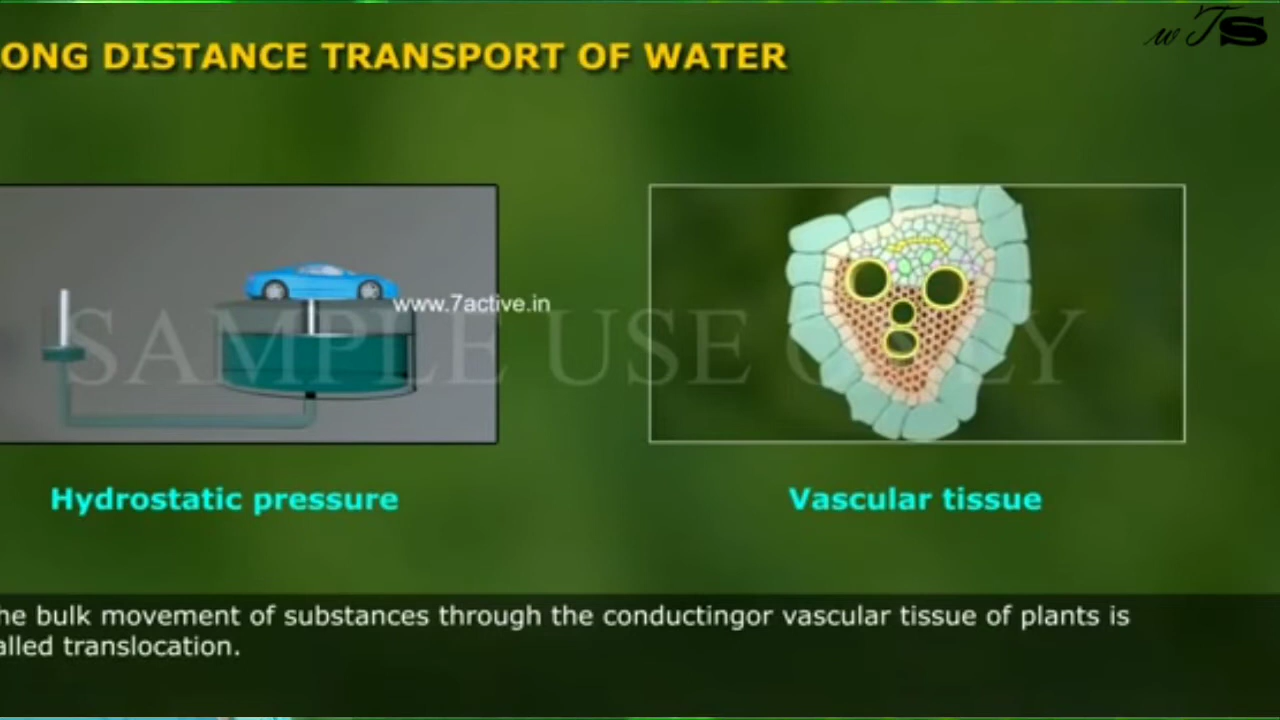 w T S
ONG DISTANCE TRANSPORT OF WATER
www.7active.in
SAMPLE USE ONLY
Hydrostatic pressure
Vascular tissue
he bulk movement of substances through the conductingor vascular tissue of plants is
alled translocation.